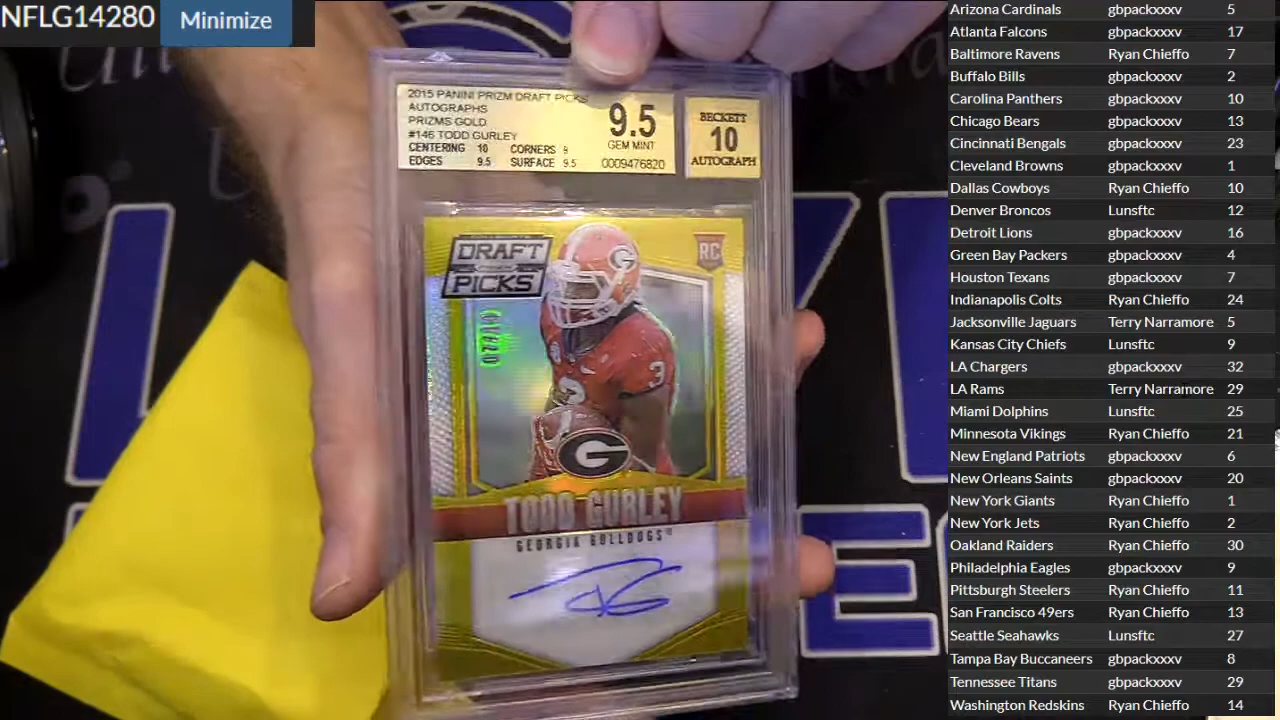 NFLG14280 Minimize
2015 PANINI PRIZM DRAFT PICKS
AUTOGRAPHS
PRIZMS GOLD
#146 TODD GURLEY
CENTERING 10 CORNERS 9
EDGES 9.5 SURFACE 9.5
9.5
GEM MINT
0009476820
BECKETT
10
AUTOGRAPH
DRAFT
PICKS
RC
3
G
TODD GURLEY
GEORGIA BULLDOGS
Arizona Cardinals gbpackxxxv 5
Atlanta Falcons gbpackxxxv 17
Baltimore Ravens Ryan Chieffo 7
Buffalo Bills gbpackxxxv 2
Carolina Panthers gbpackxxxv 10
Chicago Bears gbpackxxxv 13
Cincinnati Bengals gbpackxxxv 23
Cleveland Browns gbpackxxxv 1
Dallas Cowboys Ryan Chieffo 10
Denver Broncos Lunsftc 12
Detroit Lions gbpackxxxv 16
Green Bay Packers gbpackxxxv 4
Houston Texans gbpackxxxv 7
Indianapolis Colts Ryan Chieffo 24
Jacksonville Jaguars Terry Narramore 5
Kansas City Chiefs Lunsftc 9
LA Chargers gbpackxxxv 32
LA Rams Terry Narramore 29
Miami Dolphins Lunsftc 25
Minnesota Vikings Ryan Chieffo 21
New England Patriots gbpackxxxv 6
New Orleans Saints gbpackxxxv 20
New York Giants Ryan Chieffo 1
New York Jets Ryan Chieffo 2
Oakland Raiders Ryan Chieffo 30
Philadelphia Eagles gbpackxxxv 9
Pittsburgh Steelers Ryan Chieffo 11
San Francisco 49ers Ryan Chieffo 13
Seattle Seahawks Lunsftc 27
Tampa Bay Buccaneers gbpackxxxv 8
Tennessee Titans gbpackxxxv 29
Washington Redskins Ryan Chieffo 14